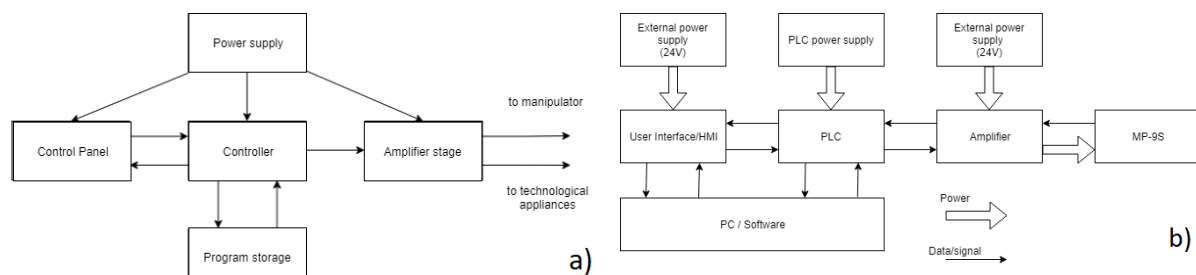 Power supply
Control Panel
Controller
Amplifier stage
to manipulator
to technological
appliances
Program storage
a)
External power
supply
(24V)
PLC power supply
External power
supply
(24V)
User Interface/HMI
PLC
Amplifier
MP-9S
PC / Software
Power
Data/signal
b)